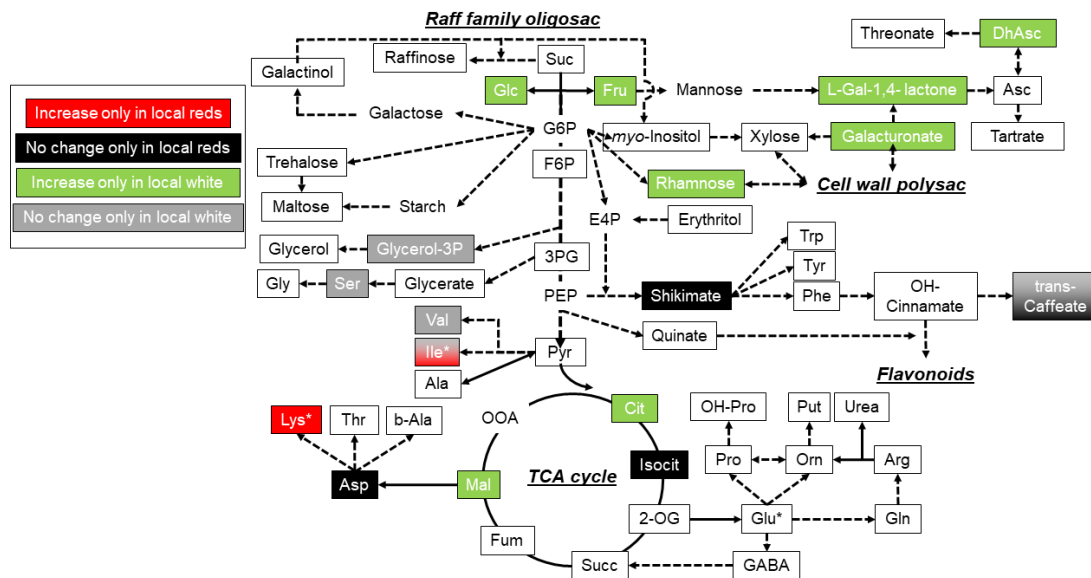 Raff family oligosac
Threonate
DhAsc
Raffinose
Suc
Galactinol
Glc
Fru
Mannose
L-Gal-1,4- lactone
Asc
Increase only in local reds
No change only in local reds
Increase only in local white
No change only in local white
Galactose
G6P
myo-Inositol
Xylose
Galacturonate
Tartrate
Trehalose
F6P
Rhamnose
Cell wall polysac
Maltose
Starch
E4P
Erythritol
Glycerol
Glycerol-3P
3PG
Trp
Tyr
Gly
Ser
Glycerate
PEP
Shikimate
Phe
OH-
Cinnamate
trans-
Caffeate
Val
Quinate
Ile*
Pyr
Ala
Flavonoids
Lys*
Thr
b-Ala
OOA
Cit
OH-Pro
Put
Urea
Asp
Mal
TCA cycle
Isocit
Pro
Orn
Arg
2-OG
Glu*
Gln
Fum
Succ
GABA